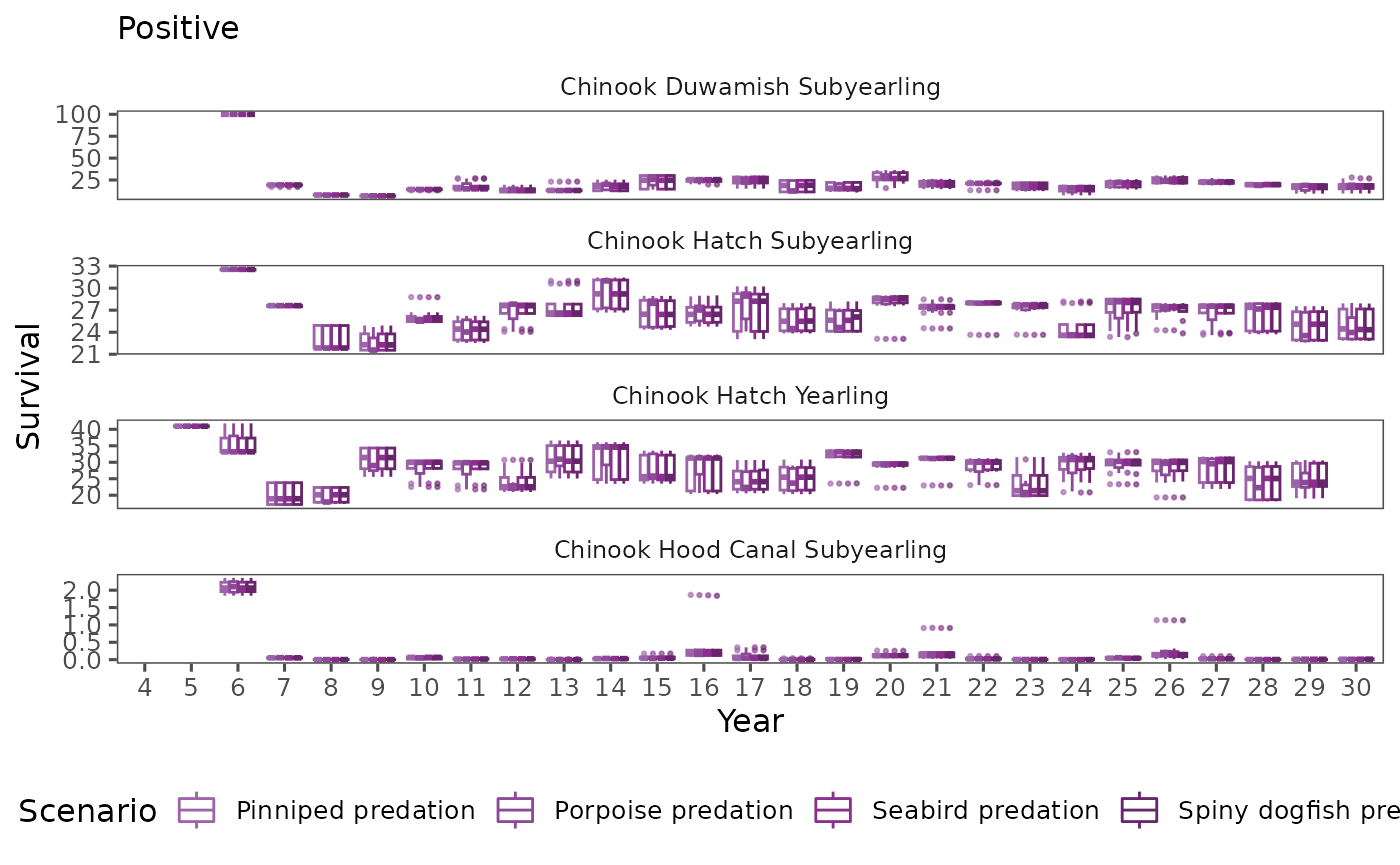 Positive
Chinook Duwamish Subyearling
100
75
50
25
Chinook Hatch Subyearling
33
30
27
24
21
Chinook Hatch Yearling
40
35
30
25
20
Chinook Hood Canal Subyearling
2.0
1.5
1.0
0.5
0.0
Survival
4 5 6 7 8 9 10 11 12 13 14 15 16 17 18 19 20 21 22 23 24 25 26 27 28 29 30
Year
Scenario Pinniped predation Porpoise predation Seabird predation Spiny dogfish pre